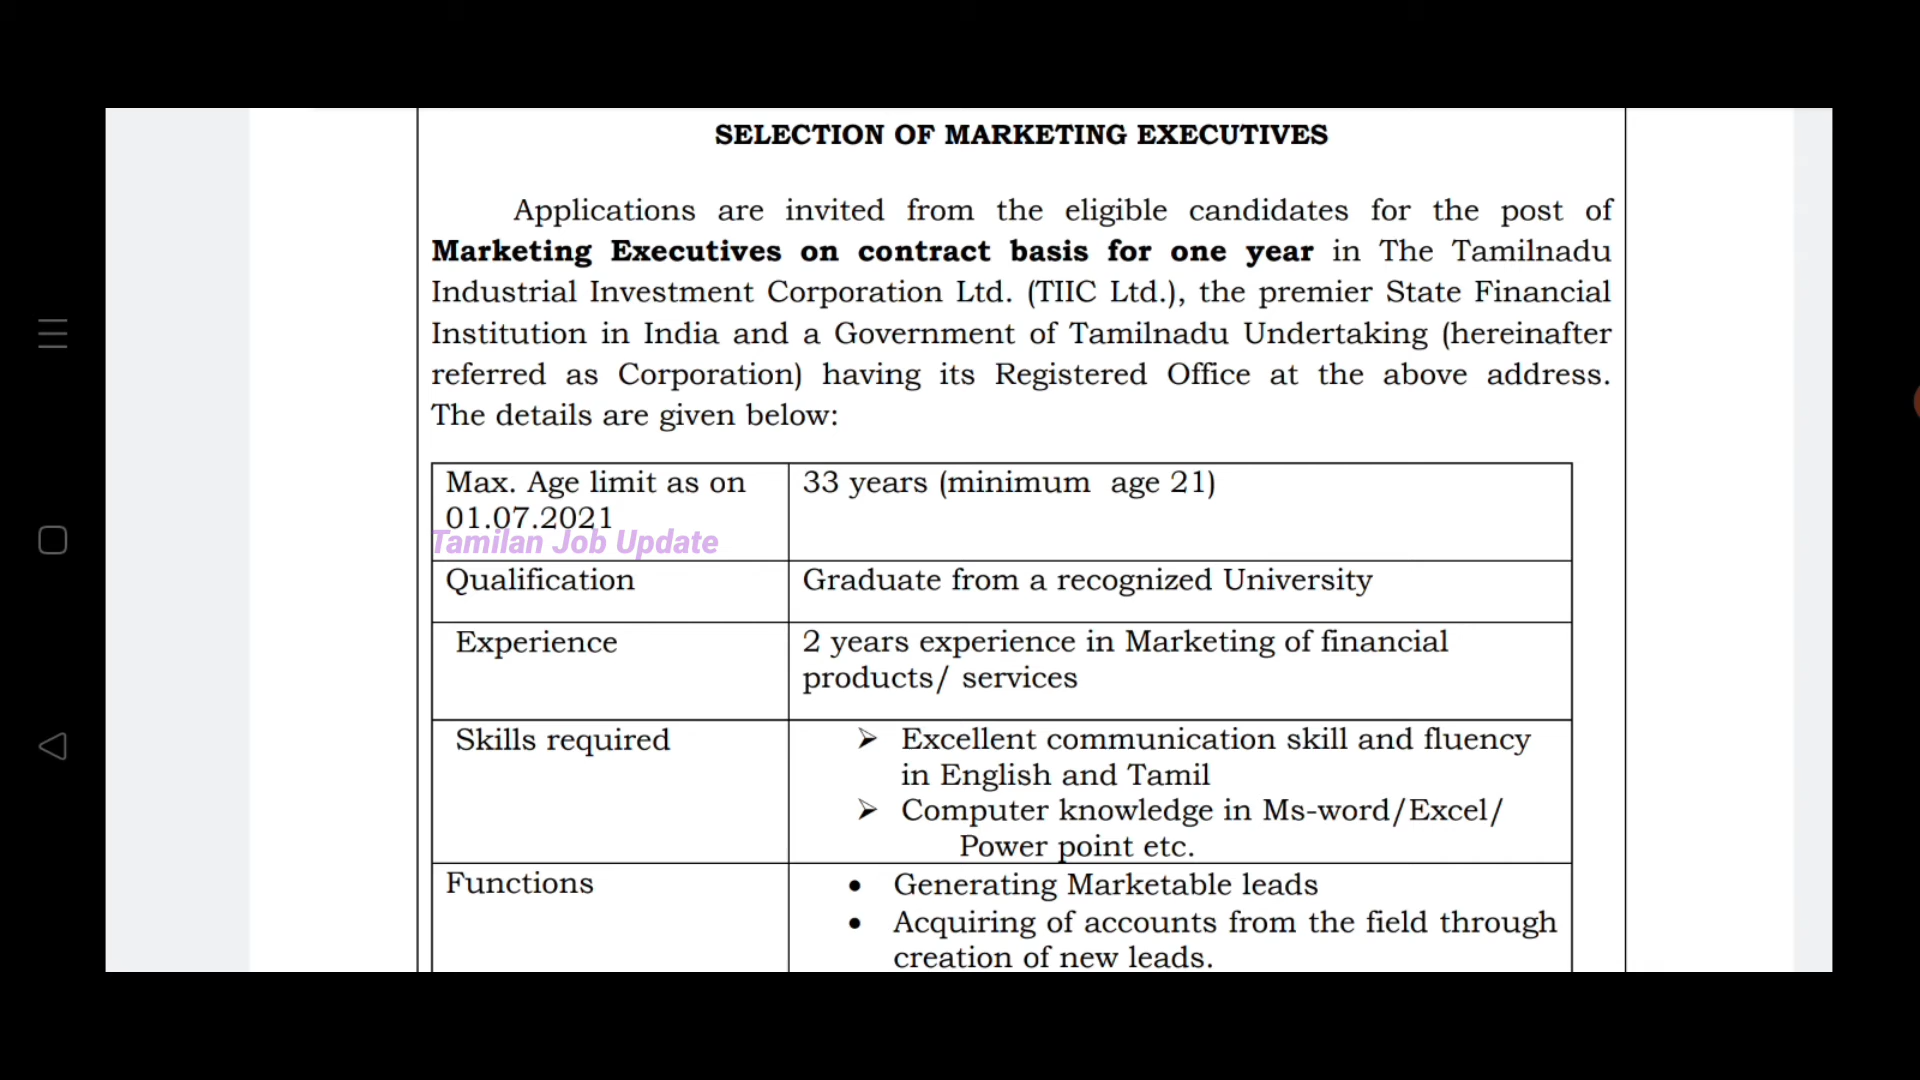 SELECTION OF MARKETING EXECUTIVES
Applications are invited from the eligible candidates for the post of
Marketing Executives on contract basis for one year in The Tamilnadu
Industrial Investment Corporation Ltd. (TIIC Ltd.), the premier State Financial
Institution in India and a Government of Tamilnadu Undertaking (hereinafter
referred as Corporation) having its Registered Office at the above address.
The details are given below:
Max. Age limit as on
01.07.2021
33 years (minimum age 21)
Tamilan Job Update
Qualification
Graduate from a recognized University
Experience
2 years experience in Marketing of financial
products/ services
Skills required
➢ Excellent communication skill and fluency
in English and Tamil
➢ Computer knowledge in Ms-word/Excel/
Power point etc.
Functions
• Generating Marketable leads
• Acquiring of accounts from the field through
creation of new leads.